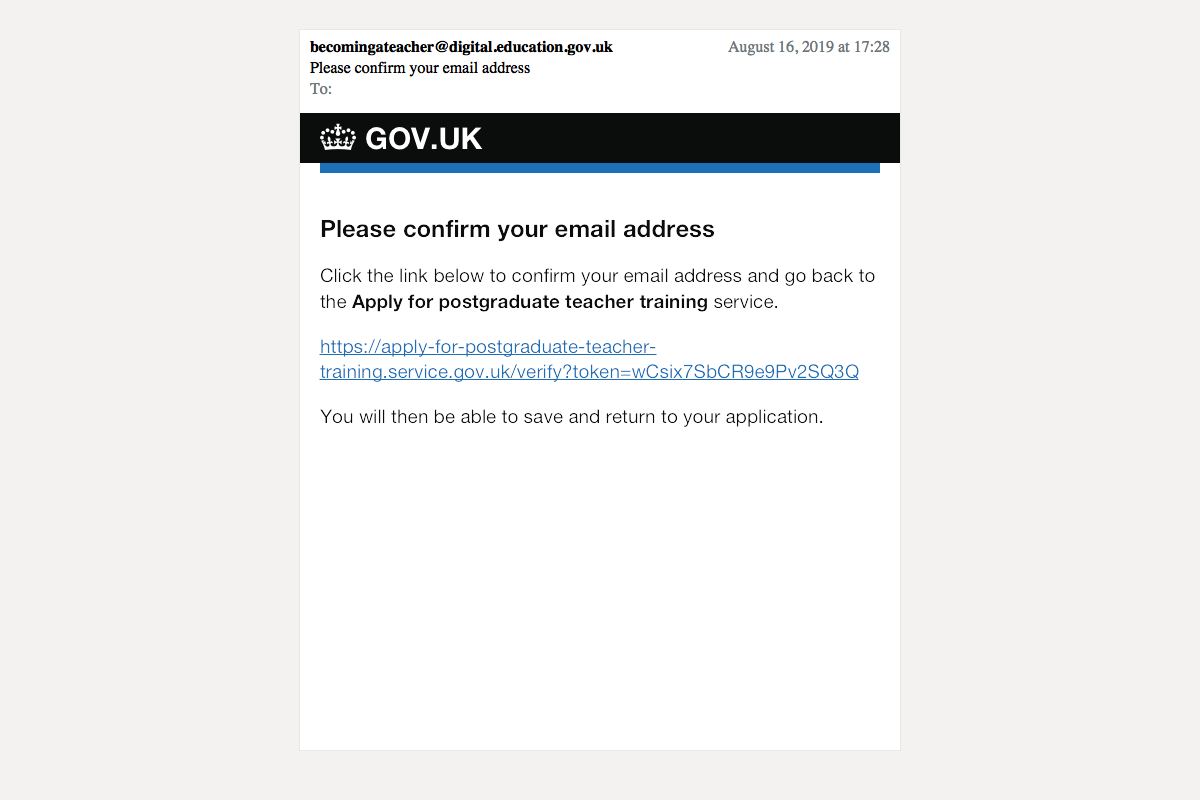 becomingateacher@digital.education.gov.uk August 16, 2019 at 17:28
Please confirm your email address
To:
GOV.UK
Please confirm your email address
Click the link below to confirm your email address and go back to
the Apply for postgraduate teacher training service.
https://apply-for-postgraduate-teacher-
training.service.gov.uk/verify?token=wCsix7SbCR9e9Pv2SQ3Q
You will then be able to save and return to your application.